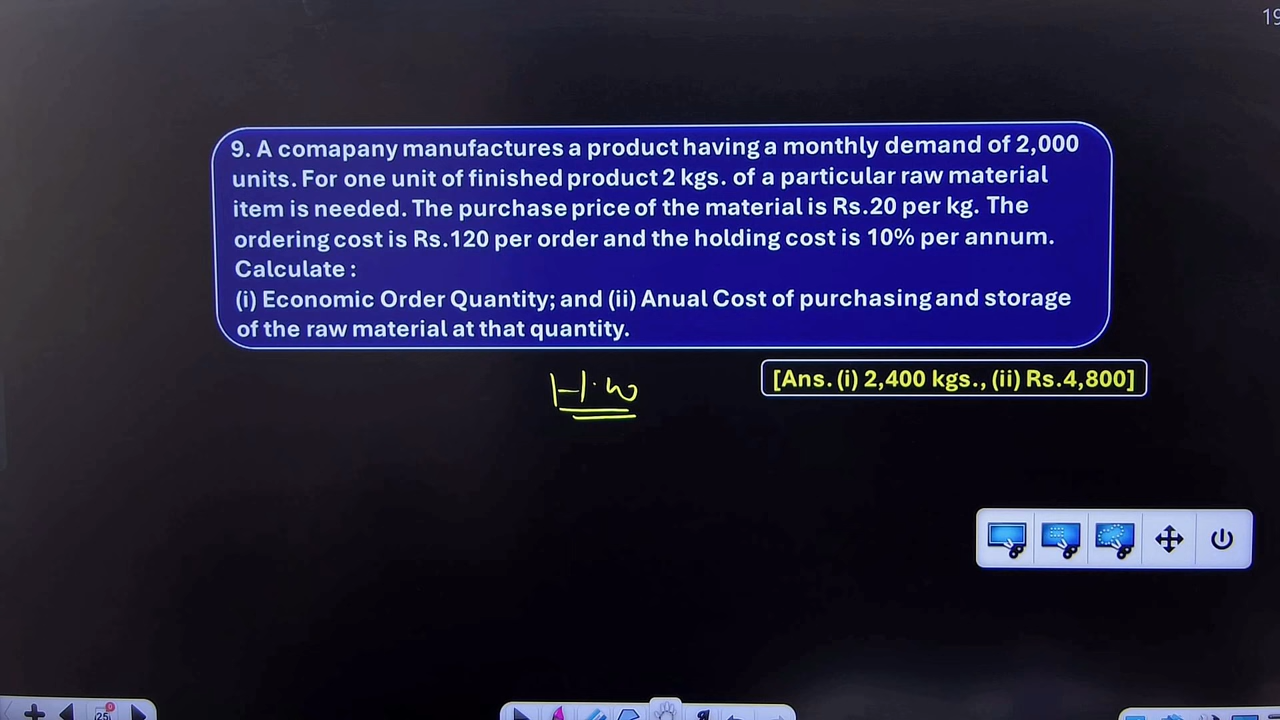 19
9. A comapany manufactures a product having a monthly demand of 2,000
units. For one unit of finished product 2 kgs. of a particular raw material
item is needed. The purchase price of the material is Rs.20 per kg. The
ordering cost is Rs.120 per order and the holding cost is 10% per annum.
Calculate :
(i) Economic Order Quantity; and (ii) Anual Cost of purchasing and storage
of the raw material at that quantity.
H.W
[Ans. (i) 2,400 kgs., (ii) Rs.4,800]
25